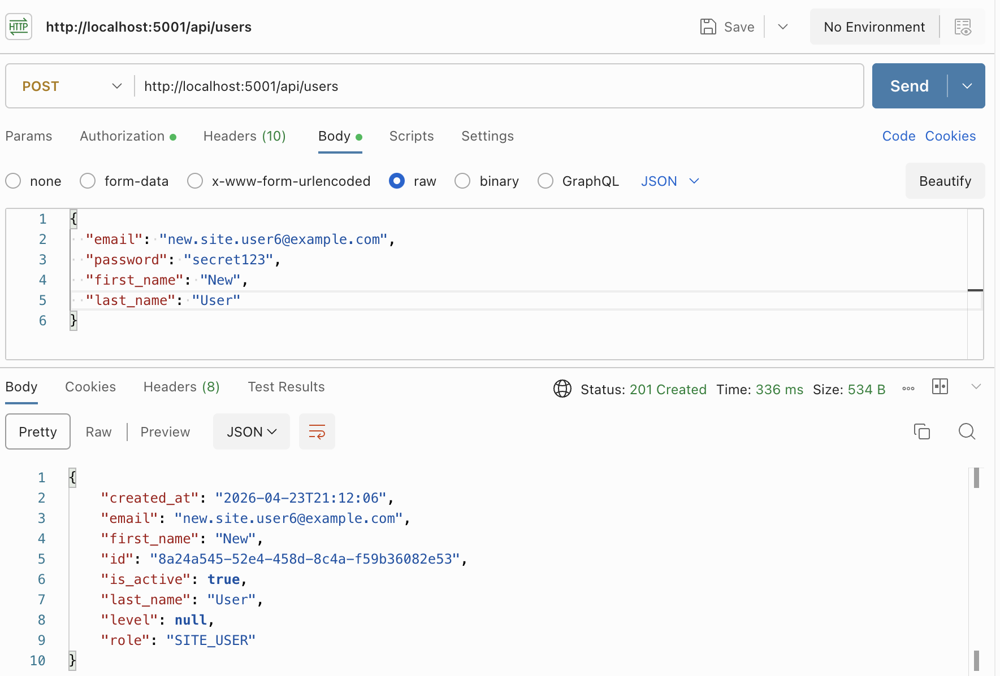 HTTP http://localhost:5001/api/users Save No Environment
POST http://localhost:5001/api/users Send
Params Authorization Headers (10) Body Scripts Settings Code Cookies
none form-data x-www-form-urlencoded raw binary GraphQL JSON Beautify
1 {
2 "email": "new.site.user6@example.com",
3 "password": "secret123",
4 "first_name": "New",
5 "last_name": "User"
6 }
Body Cookies Headers (8) Test Results Status: 201 Created Time: 336 ms Size: 534 B
Pretty Raw Preview JSON
1 {
2 "created_at": "2026-04-23T21:12:06",
3 "email": "new.site.user6@example.com",
4 "first_name": "New",
5 "id": "8a24a545-52e4-458d-8c4a-f59b36082e53",
6 "is_active": true,
7 "last_name": "User",
8 "level": null,
9 "role": "SITE_USER"
10 }